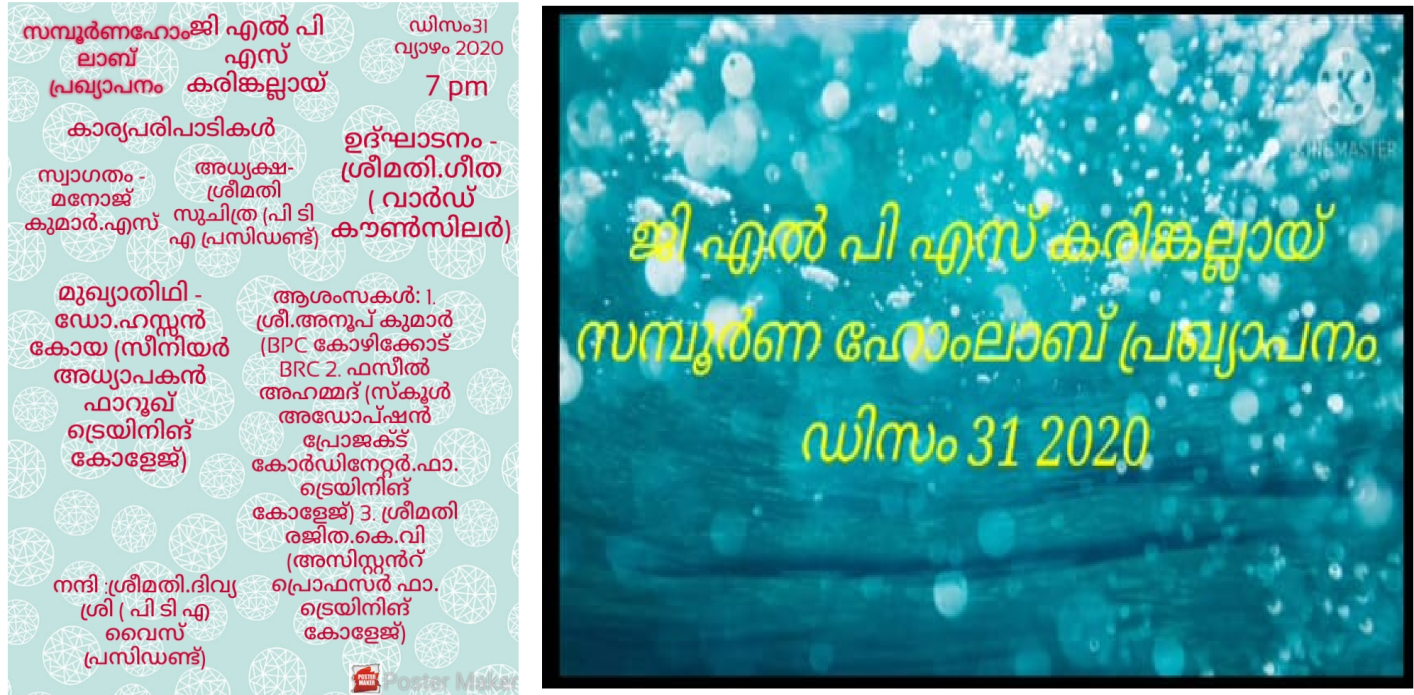 സമ്പൂർണഹോം
ലാബ്
പ്രഖ്യാപനം
ജി എൽ പി
എസ്
കരിങ്കല്ലായ്
ഡിസം31
വ്യാഴം 2020
7 pm
കാര്യപരിപാടികൾ
സ്വാഗതം -
മനോജ്
കുമാർ.എസ്
അധ്യക്ഷ-
ശ്രീമതി
സുചിത്ര (പി ടി
എ പ്രസിഡണ്ട്)
ഉദ്ഘാടനം -
ശ്രീമതി.ഗീത
( വാർഡ്
കൗൺസിലർ)
മുഖ്യാതിഥി -
ഡോ.ഹസ്സൻ
കോയ (സീനിയർ
അധ്യാപകൻ
ഫാറൂഖ്
ട്രെയിനിങ്
കോളേജ്)
ആശംസകൾ: 1.
ശ്രീ.അനൂപ് കുമാർ
(BPC കോഴിക്കോട്
BRC 2. ഫസീൽ
അഹമ്മദ് (സ്കൂൾ
അഡോപ്ഷൻ
പ്രോജക്ട്
കോർഡിനേറ്റർ.ഫാ.
ട്രെയിനിങ്
കോളേജ്) 3. ശ്രീമതി
രജിത.കെ.വി
(അസിസ്റ്റൻറ്
പ്രൊഫസർ ഫാ.
ട്രെയിനിങ്
കോളേജ്)
നന്ദി :ശ്രീമതി.ദിവ്യ
ശ്രി ( പി ടി എ
വൈസ്
പ്രസിഡണ്ട്)
POSTER MAKER
Poster Maker
KINEMASTER
ജി എൽ പി എസ് കരിങ്കല്ലായ്
സമ്പൂർണ ഹോംലാബ് പ്രഖ്യാപനം
ഡിസം 31 2020